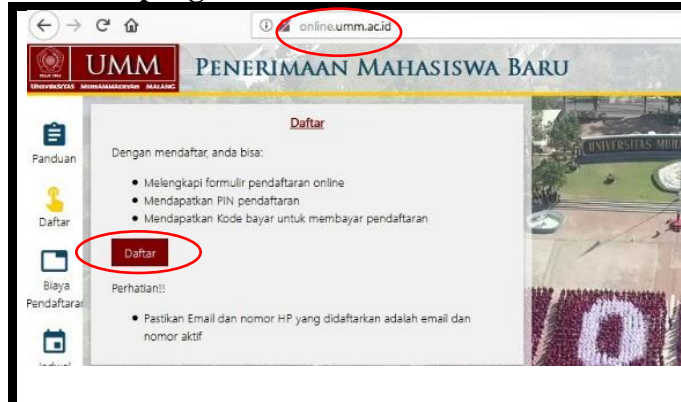 online.umm.ac.id
UMM PENERIMAAN MAHASISWA BARU
UNIVERSITAS MUHAMMADIYAH MALANG
Panduan
Daftar
Biaya
Pendaftaran
Daftar
Dengan mendaftar, anda bisa:
• Melengkapi formulir pendaftaran online
• Mendapatkan PIN pendaftaran
• Mendapatkan Kode bayar untuk membayar pendaftaran
Daftar
Perhatian!!
• Pastikan Email dan nomor HP yang didaftarkan adalah email dan
nomor aktif
UNIVERSITAS MUH